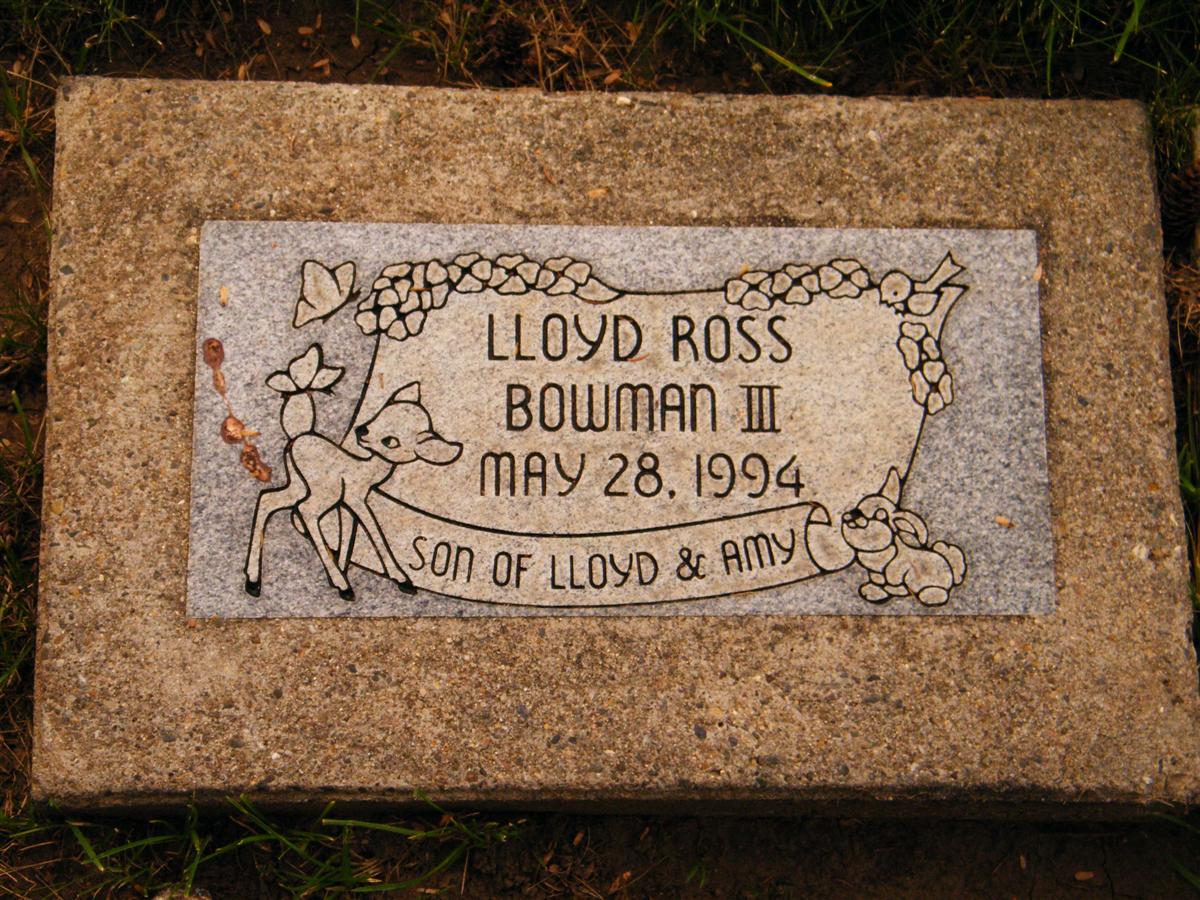 LLOYD ROSS
BOWMAN III
MAY 28, 1994
SON OF LLOYD & AMY